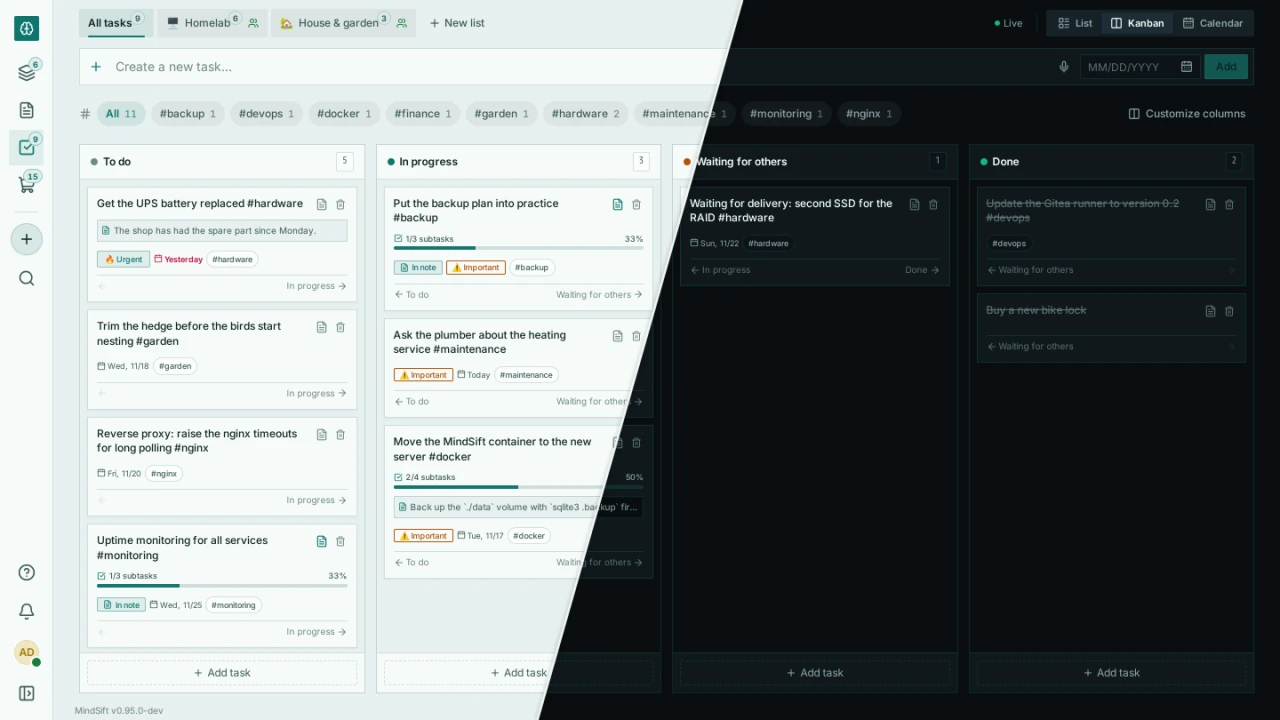 All tasks 9
Homelab 6
House & garden 3
New list
Live
List
Kanban
Calendar
6
9
15
Create a new task...
MM/DD/YYYY
Add
# All 11
#backup 1
#devops 1
#docker 1
#finance 1
#garden 1
#hardware 2
#maintenance 1
#monitoring 1
#nginx 1
Customize columns
To do 5
Get the UPS battery replaced #hardware
The shop has had the spare part since Monday.
Urgent Yesterday #hardware
In progress
Trim the hedge before the birds start
nesting #garden
Wed, 11/18 #garden
In progress
Reverse proxy: raise the nginx timeouts
for long polling #nginx
Fri, 11/20 #nginx
In progress
Uptime monitoring for all services
#monitoring
1/3 subtasks 33%
In note Wed, 11/25 #monitoring
In progress
Add task
In progress 3
Put the backup plan into practice
#backup
1/3 subtasks 33%
In note Important #backup
To do Waiting for others
Ask the plumber about the heating
service #maintenance
Important Today #maintenance
To do Waiting for others
Move the MindSift container to the new
server #docker
2/4 subtasks 50%
Back up the `./data` volume with `sqlite3 .backup` fir...
Important Tue, 11/17 #docker
To do Waiting for others
Add task
Waiting for others 1
Waiting for delivery: second SSD for the
RAID #hardware
Sun, 11/22 #hardware
In progress Done
Add task
Done 2
Update the Gitea runner to version 0.2
#devops
#devops
Waiting for others
Buy a new bike lock
Waiting for others
Add task
AD
MindSift v0.95.0-dev